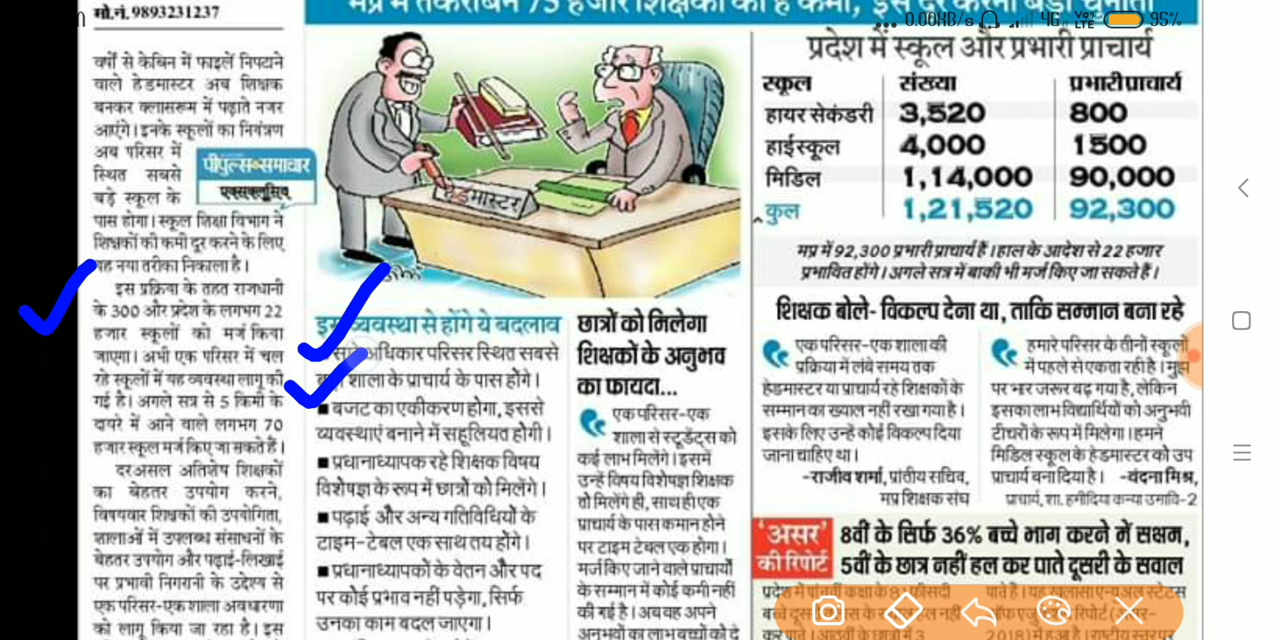 मो.नं. 9893231237
0.00KB/s 4G VoLTE 95%
वर्षों से केबिन में फाइलें निपटाने
वाले हेडमास्टर अब शिक्षक
बनकर क्लासरूम में पढ़ाते नजर
आएंगे। इनके स्कूलों का नियंत्रण
अब परिसर में
स्थित सबसे
बड़े स्कूल के
पास होगा। स्कूल शिक्षा विभाग ने
शिक्षकों की कमी दूर करने के लिए
यह नया तरीका निकाला है।
इस प्रक्रिया के तहत राजधानी
के 300 और प्रदेश के लगभग 22
हजार स्कूलों को मर्ज किया
जाएगा। अभी एक परिसर में चल
रहे स्कूलों में यह व्यवस्था लागू की
गई है। अगले सत्र से 5 किमी के
दायरे में आने वाले लगभग 70
हजार स्कूल मर्ज किए जा सकते हैं।
दरअसल अतिशेष शिक्षकों
का बेहतर उपयोग करने,
विषयवार शिक्षकों की उपयोगिता,
शालाओं में उपलब्ध संसाधनों के
बेहतर उपयोग और पढ़ाई-लिखाई
पर प्रभावी निगरानी के उद्देश्य से
एक परिसर-एक शाला अवधारणा
को लागू किया जा रहा है। इस
पीपुल्स समाचार
एक्सक्लूसिव
हेडमास्टर
इस व्यवस्था से होंगे ये बदलाव
अधिकार परिसर स्थित सबसे
शाला के प्राचार्य के पास होंगे।
■ बजट का एकीकरण होगा, इससे
व्यवस्थाएं बनाने में सहूलियत होगी।
■ प्रधानाध्यापक रहे शिक्षक विषय
विशेषज्ञ के रूप में छात्रों को मिलेंगे।
■ पढ़ाई और अन्य गतिविधियों के
टाइम-टेबल एक साथ तय होंगे।
■ प्रधानाध्यापकों के वेतन और पद
पर कोई प्रभाव नहीं पड़ेगा, सिर्फ
उनका काम बदल जाएगा।
छात्रों को मिलेगा
शिक्षकों के अनुभव
का फायदा...
एक परिसर-एक
शाला से स्टूडेंट्स को
कई लाभ मिलेंगे। इसमें
उन्हें विषय विशेषज्ञ शिक्षक
तो मिलेंगे ही, साथ ही एक
प्राचार्य के पास कमान होने
पर टाइम टेबल एक होगा।
मर्ज किए जाने वाले प्राचार्यों
के सम्मान में कोई कमी नहीं
की गई है। अब वह अपने
अनुभवों का लाभ बच्चों को दे
प्रदेश में स्कूल और प्रभारी प्राचार्य
स्कूल संख्या प्रभारी प्राचार्य
हायर सेकंडरी 3,520 800
हाईस्कूल 4,000 1500
मिडिल 1,14,000 90,000
कुल 1,21,520 92,300
मप्र में 92,300 प्रभारी प्राचार्य हैं। हाल के आदेश से 22 हजार
प्रभावित होंगे। अगले सत्र में बाकी भी मर्ज किए जा सकते हैं।
शिक्षक बोले- विकल्प देना था, ताकि सम्मान बना रहे
एक परिसर-एक शाला की
प्रक्रिया में लंबे समय तक
हेडमास्टर या प्राचार्य रहे शिक्षकों के
सम्मान का ख्याल नहीं रखा गया है।
इसके लिए उन्हें कोई विकल्प दिया
जाना चाहिए था।
-राजीव शर्मा, प्रांतीय सचिव,
मप्र शिक्षक संघ
हमारे परिसर के तीनों स्कूलों
में पहले से एकता रही है। मुझ
पर भार जरूर बढ़ गया है, लेकिन
इसका लाभ विद्यार्थियों को अनुभवी
टीचरों के रूप में मिलेगा। हमने
मिडिल स्कूल के हेडमास्टर को उप
प्राचार्य बना दिया है। -वंदना मिश्र,
प्राचार्य, शा. हमीदिया कन्या उमावि-2
'असर'
की रिपोर्ट
8वीं के सिर्फ 36% बच्चे भाग करने में सक्षम,
5वीं के छात्र नहीं हल कर पाते दूसरी के सवाल